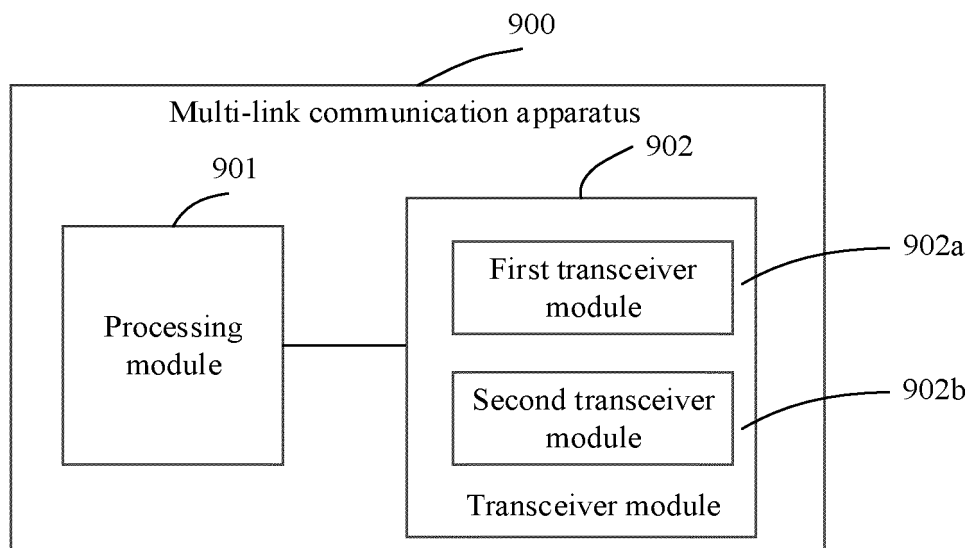 900
Multi-link communication apparatus
901
902
First transceiver
module
902a
Processing
module
Second transceiver
module
902b
Transceiver module